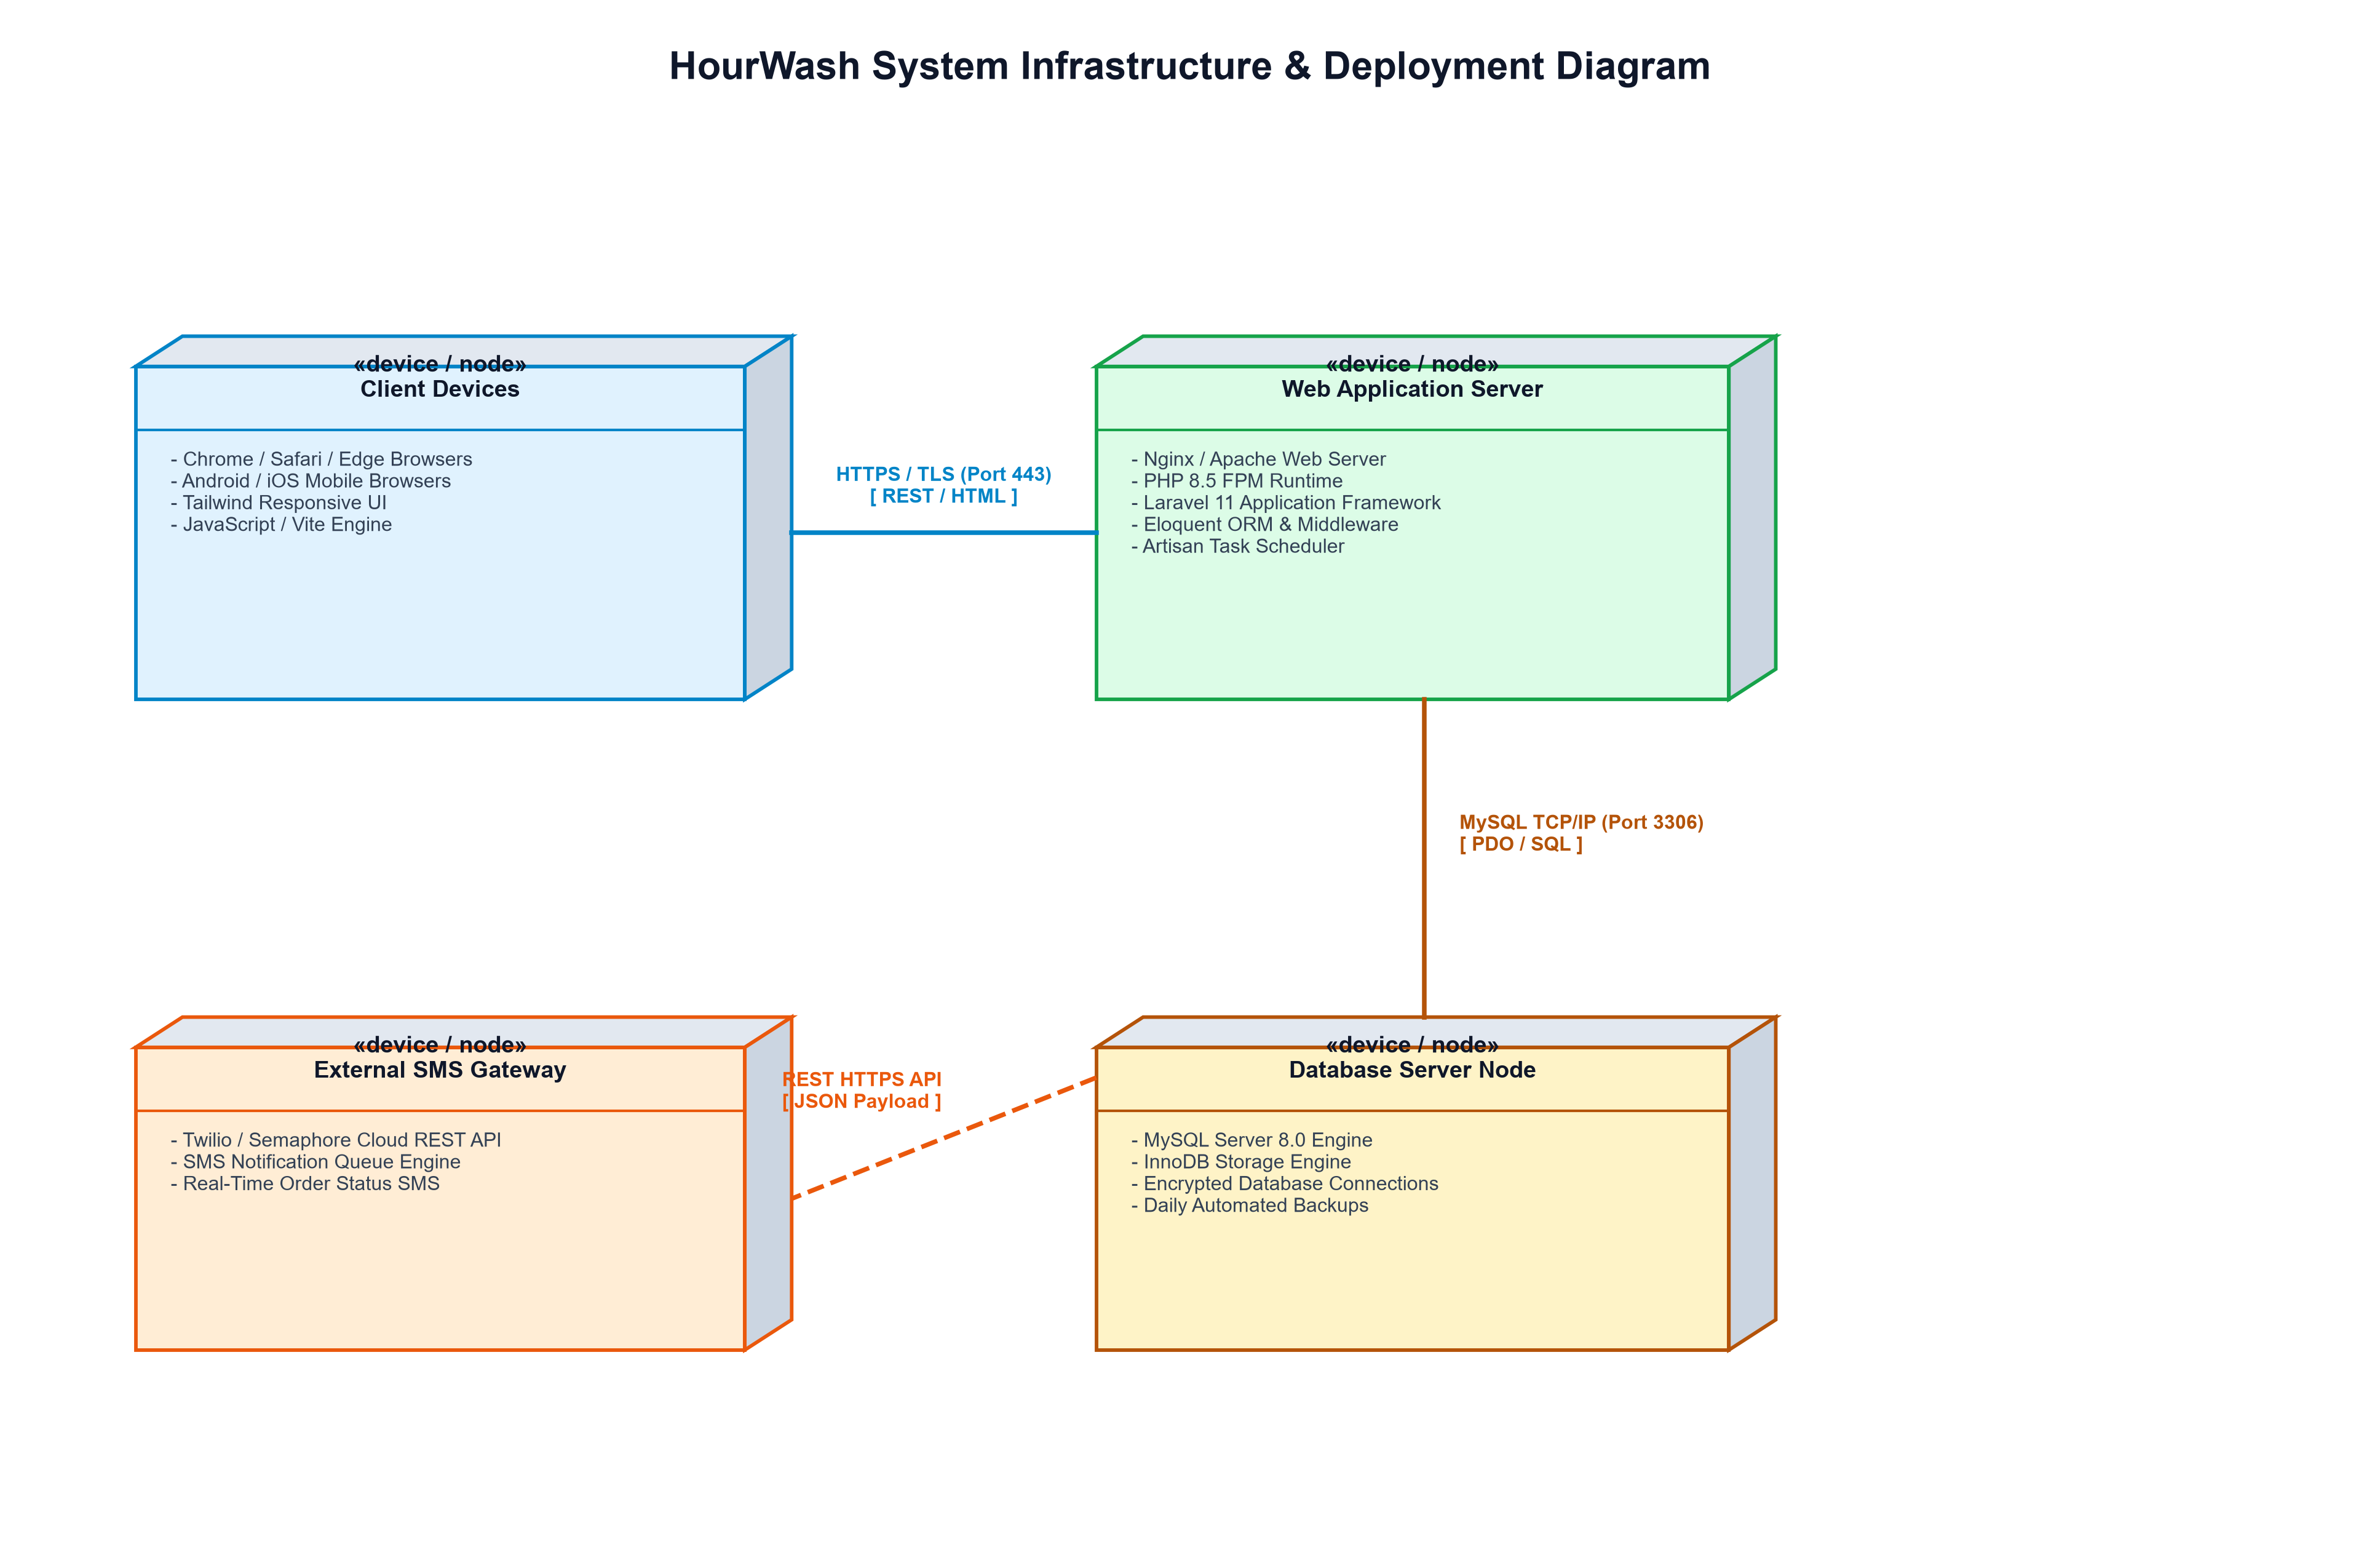 HourWash System Infrastructure & Deployment Diagram
«device / node»
Client Devices
- Chrome / Safari / Edge Browsers
- Android / iOS Mobile Browsers
- Tailwind Responsive UI
- JavaScript / Vite Engine
HTTPS / TLS (Port 443)
[ REST / HTML ]
«device / node»
Web Application Server
- Nginx / Apache Web Server
- PHP 8.5 FPM Runtime
- Laravel 11 Application Framework
- Eloquent ORM & Middleware
- Artisan Task Scheduler
MySQL TCP/IP (Port 3306)
[ PDO / SQL ]
«device / node»
External SMS Gateway
- Twilio / Semaphore Cloud REST API
- SMS Notification Queue Engine
- Real-Time Order Status SMS
REST HTTPS API
[ JSON Payload ]
«device / node»
Database Server Node
- MySQL Server 8.0 Engine
- InnoDB Storage Engine
- Encrypted Database Connections
- Daily Automated Backups